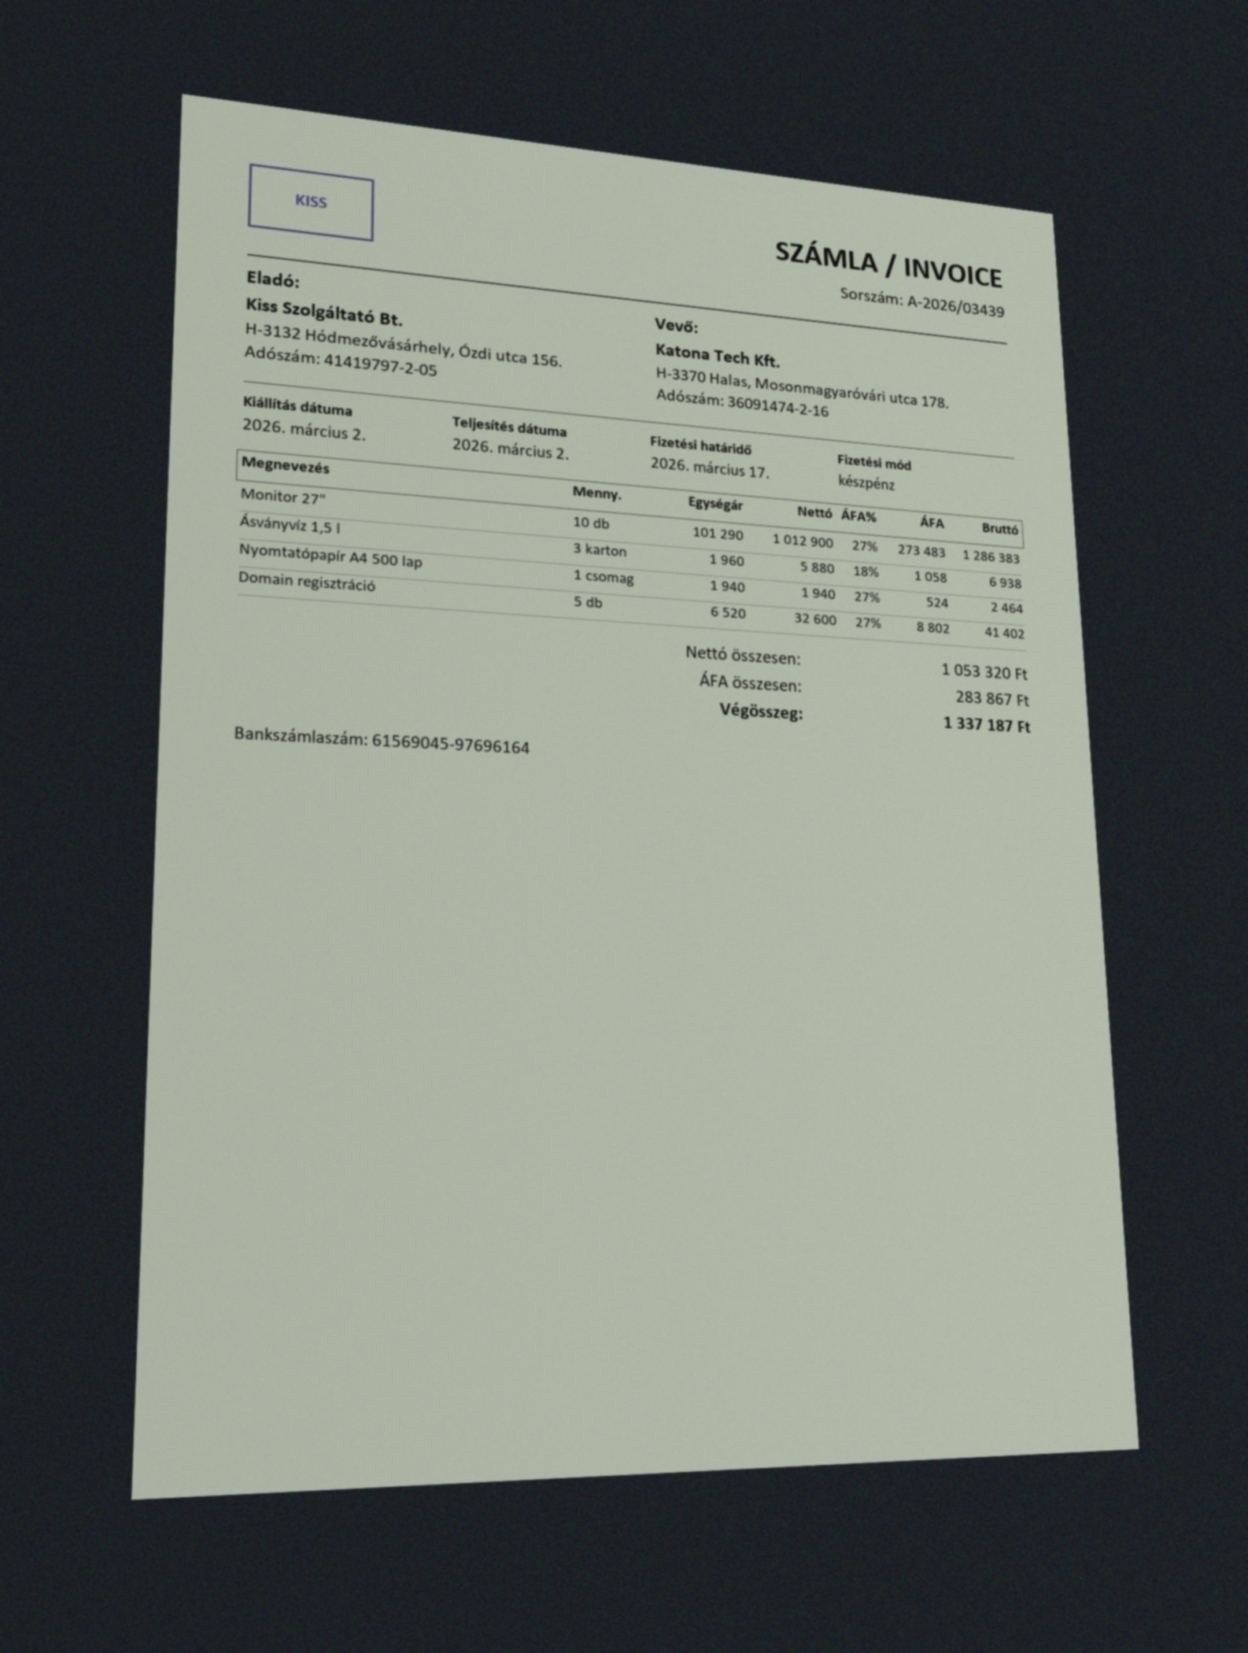 KISS
SZÁMLA / INVOICE
Sorszám: A-2026/03439
Eladó:
Kiss Szolgáltató Bt.
H-3132 Hódmezővásárhely, Ózdi utca 156.
Adószám: 41419797-2-05
Vevő:
Katona Tech Kft.
H-3370 Halas, Mosonmagyaróvári utca 178.
Adószám: 36091474-2-16
Kiállítás dátuma Teljesítés dátuma Fizetési határidő Fizetési mód
2026. március 2. 2026. március 2. 2026. március 17. készpénz
Megnevezés Menny. Egységár Nettó ÁFA% ÁFA Bruttó
Monitor 27" 10 db 101 290 1 012 900 27% 273 483 1 286 383
Ásványvíz 1,5 l 3 karton 1 960 5 880 18% 1 058 6 938
Nyomtatópapír A4 500 lap 1 csomag 1 940 1 940 27% 524 2 464
Domain regisztráció 5 db 6 520 32 600 27% 8 802 41 402
Nettó összesen: 1 053 320 Ft
ÁFA összesen: 283 867 Ft
Végösszeg: 1 337 187 Ft
Bankszámlaszám: 61569045-97696164